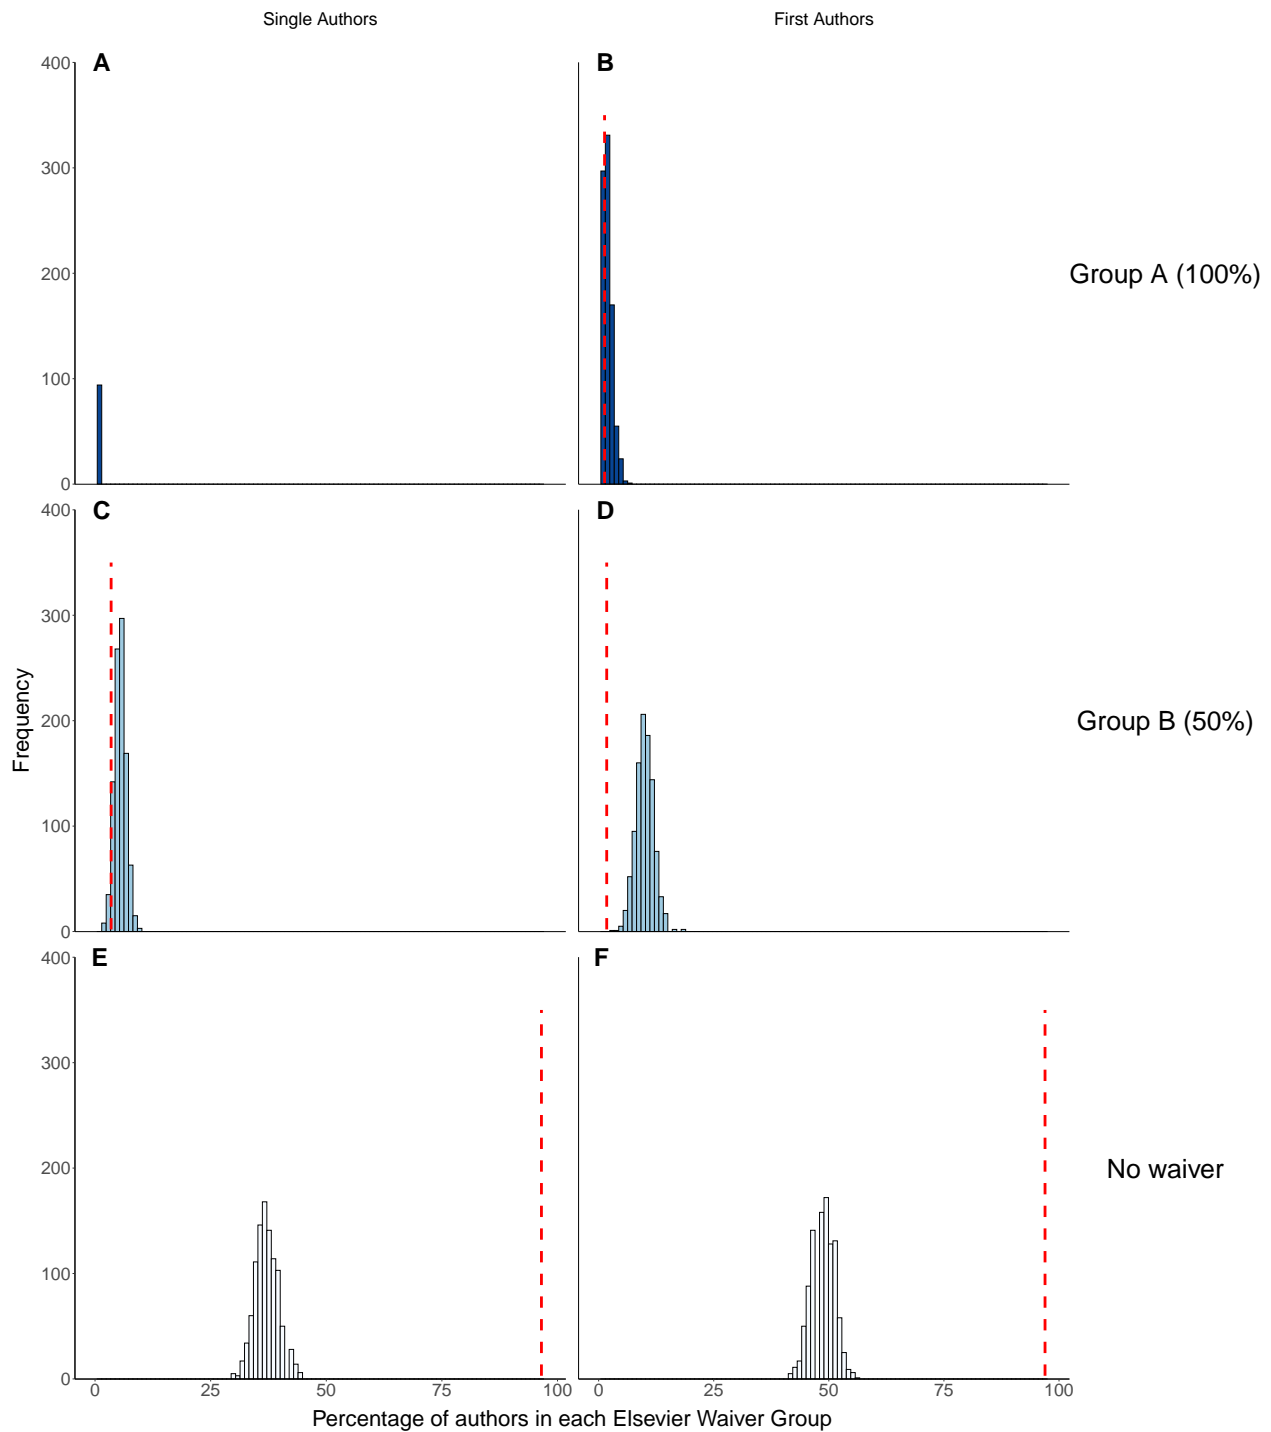 Single Authors
First Authors
A
B
400
300
200
100
0
Group A (100%)
C
D
400
300
200
100
0
Group B (50%)
Frequency
E
F
400
300
200
100
0
No waiver
0 25 50 75 100
0 25 50 75 100
Percentage of authors in each Elsevier Waiver Group